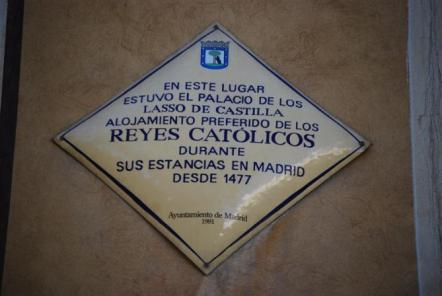 EN ESTE LUGAR
ESTUVO EL PALACIO DE LOS
LASSO DE CASTILLA
ALOJAMIENTO PREFERIDO DE LOS
REYES CATÓLICOS
DURANTE
SUS ESTANCIAS EN MADRID
DESDE 1477
Ayuntamiento de Madrid
1991